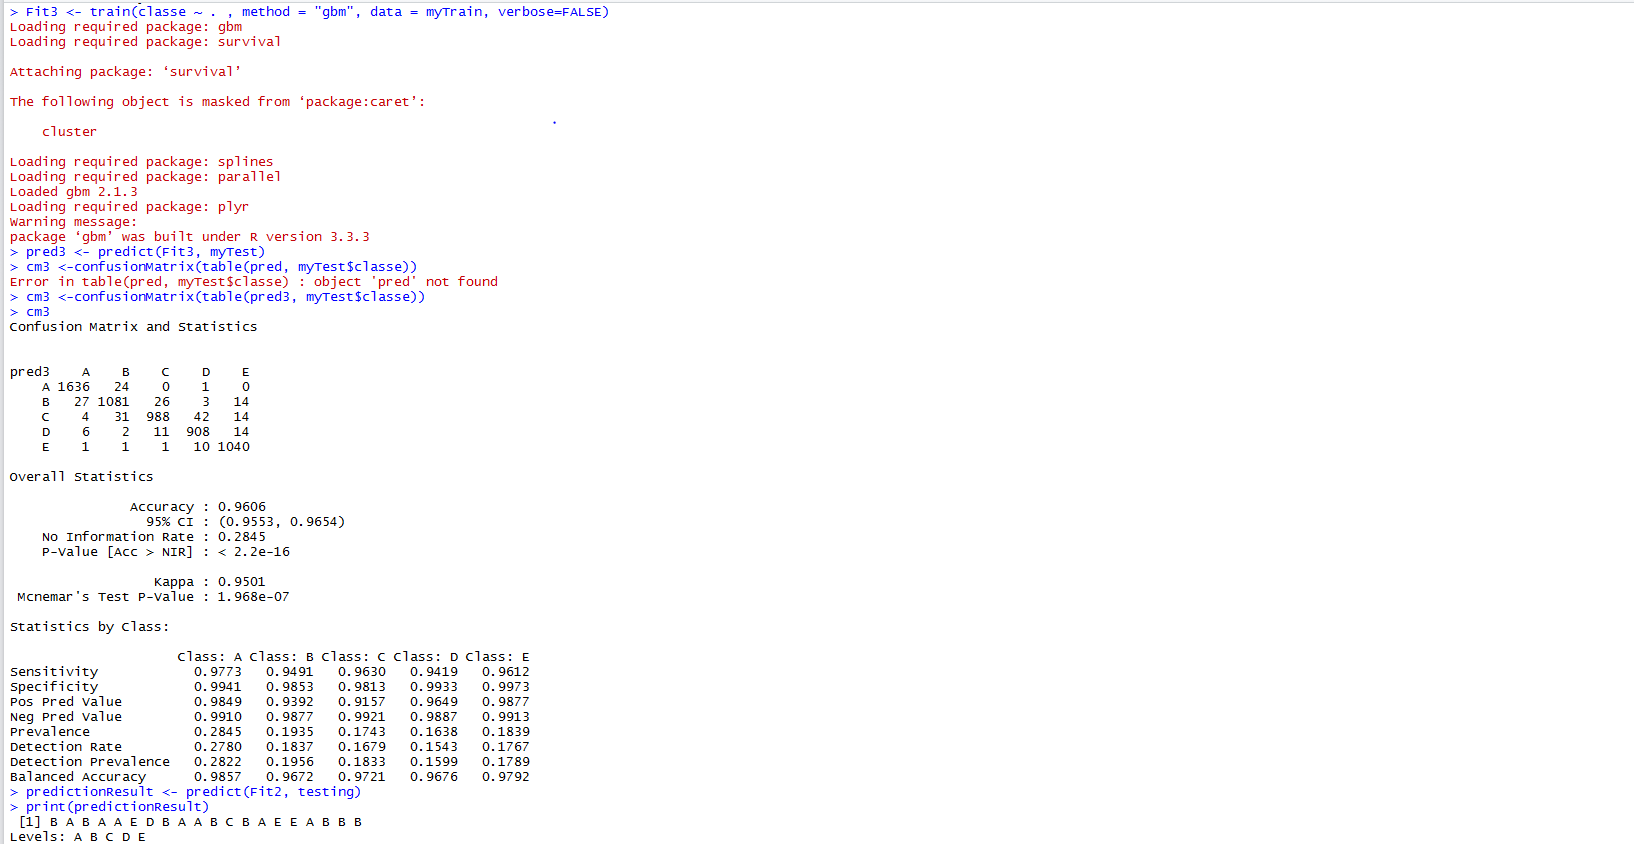 > Fit3 <- train(classe ~ . , method = "gbm", data = myTrain, verbose=FALSE)
Loading required package: gbm
Loading required package: survival
Attaching package: ‘survival’
The following object is masked from ‘package:caret’:
    cluster
Loading required package: splines
Loading required package: parallel
Loaded gbm 2.1.3
Loading required package: plyr
Warning message:
package ‘gbm’ was built under R version 3.3.3
> pred3 <- predict(Fit3, myTest)
> cm3 <-confusionMatrix(table(pred, myTest$classe))
Error in table(pred, myTest$classe) : object 'pred' not found
> cm3 <-confusionMatrix(table(pred3, myTest$classe))
> cm3
Confusion Matrix and Statistics
pred3    A    B    C    D    E
    A 1636   24    0    1    0
    B   27 1081   26    3   14
    C    4   31  988   42   14
    D    6    2   11  908   14
    E    1    1    1   10 1040
Overall Statistics
               Accuracy : 0.9606
                 95% CI : (0.9553, 0.9654)
    No Information Rate : 0.2845
    P-Value [Acc > NIR] : < 2.2e-16
                  Kappa : 0.9501
 Mcnemar's Test P-Value : 1.968e-07
Statistics by Class:
                     Class: A Class: B Class: C Class: D Class: E
Sensitivity            0.9773   0.9491   0.9630   0.9419   0.9612
Specificity            0.9941   0.9853   0.9813   0.9933   0.9973
Pos Pred Value         0.9849   0.9392   0.9157   0.9649   0.9877
Neg Pred Value         0.9910   0.9877   0.9921   0.9887   0.9913
Prevalence             0.2845   0.1935   0.1743   0.1638   0.1839
Detection Rate         0.2780   0.1837   0.1679   0.1543   0.1767
Detection Prevalence   0.2822   0.1956   0.1833   0.1599   0.1789
Balanced Accuracy      0.9857   0.9672   0.9721   0.9676   0.9792
> predictionResult <- predict(Fit2, testing)
> print(predictionResult)
 [1] B A B A A E D B A A B C B A E E A B B B
Levels: A B C D E